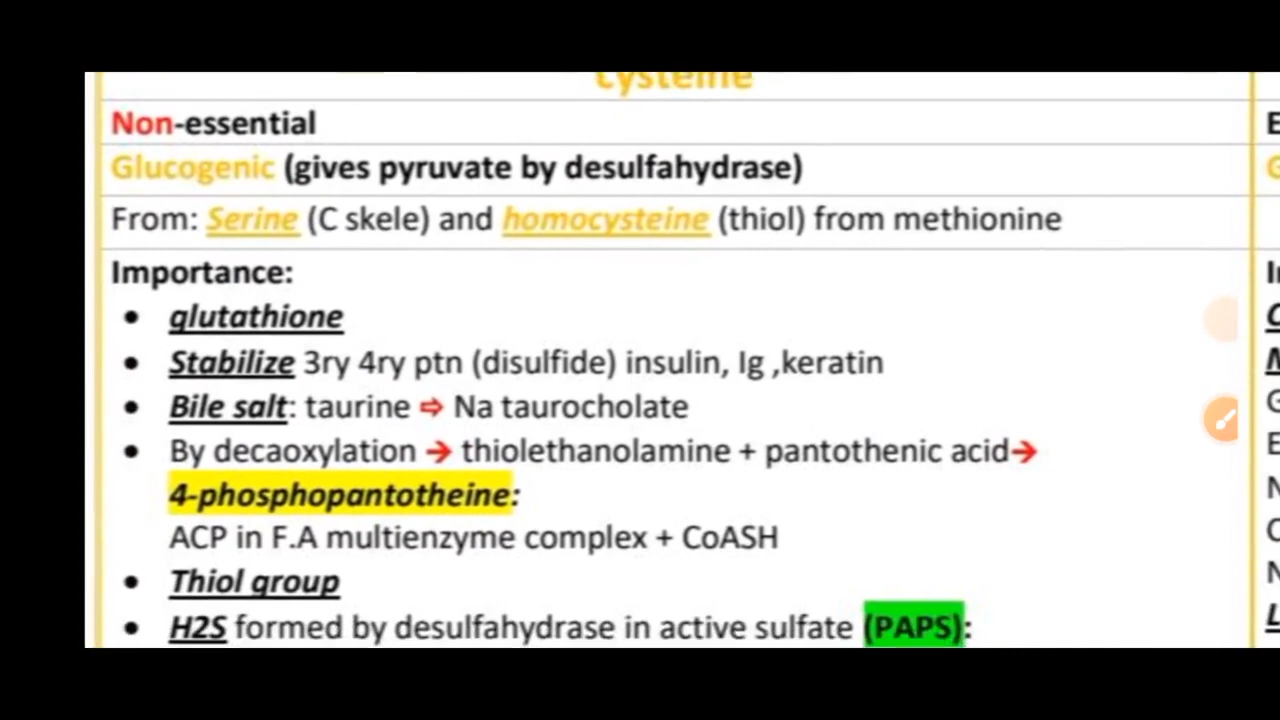 cysteine
Non-essential
Glucogenic (gives pyruvate by desulfahydrase)
From: Serine (C skele) and homocysteine (thiol) from methionine
Importance:
• glutathione
• Stabilize 3ry 4ry ptn (disulfide) insulin, Ig ,keratin
• Bile salt: taurine ⇨ Na taurocholate
• By decaoxylation → thiolethanolamine + pantothenic acid→
4-phosphopantotheine:
ACP in F.A multienzyme complex + CoASH
• Thiol group
• H2S formed by desulfahydrase in active sulfate (PAPS):